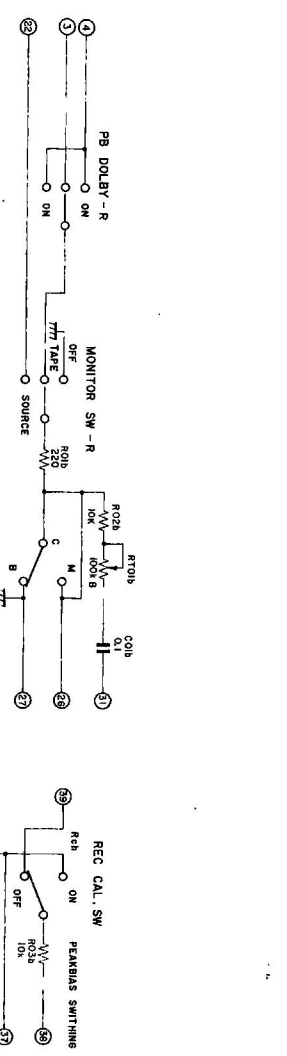 PB DOLBY - R
4
3
22
ON
ON
MONITOR SW - R
OFF
TAPE
SOURCE
R01b
220
R02b
10K
RT01b
100k B
C01b
0.1
C
M
B
31
26
27
REC CAL, SW
39
Rch
ON
OFF
PEAKBIAS SWITHING
R03b
10k
38
37